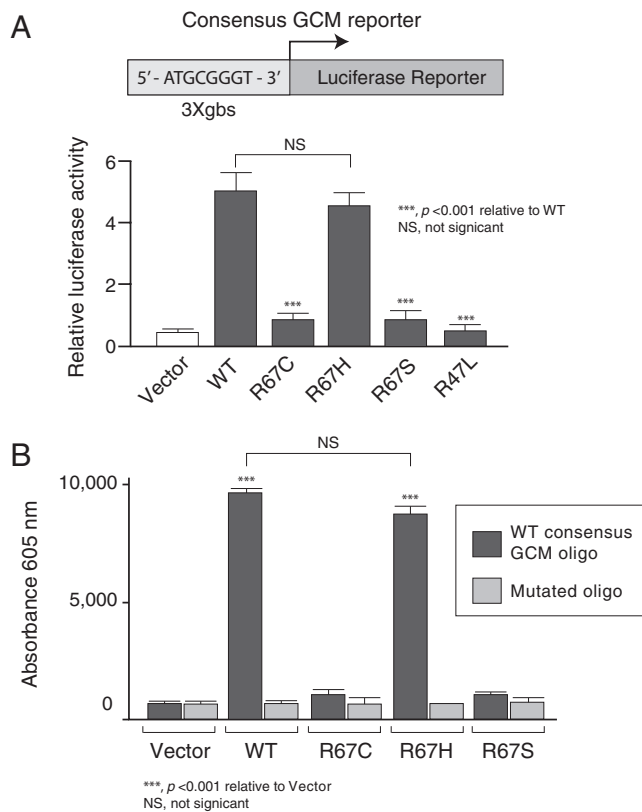 A
Consensus GCM reporter
5′ - ATGCGGGT - 3′
Luciferase Reporter
3Xgbs
Relative luciferase activity
6
4
2
0
NS
***
***
***
***, p <0.001 relative to WT
NS, not signicant
Vector
WT
R67C
R67H
R67S
R47L
B
Absorbance 605 nm
10,000
5,000
0
NS
***
***
WT consensus
GCM oligo
Mutated oligo
Vector
WT
R67C
R67H
R67S
***, p <0.001 relative to Vector
NS, not signicant